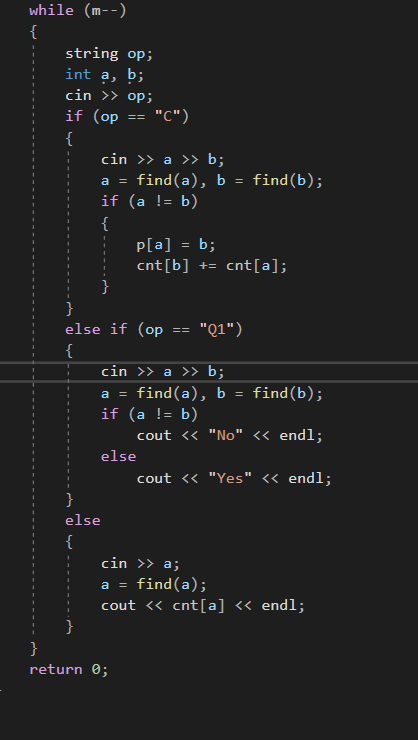 while (m--)
{
string op;
int a, b;
cin >> op;
if (op == "C")
{
cin >> a >> b;
a = find(a), b = find(b);
if (a != b)
{
p[a] = b;
cnt[b] += cnt[a];
}
}
else if (op == "Q1")
{
cin >> a >> b;
a = find(a), b = find(b);
if (a != b)
cout << "No" << endl;
else
cout << "Yes" << endl;
}
else
{
cin >> a;
a = find(a);
cout << cnt[a] << endl;
}
}
return 0;